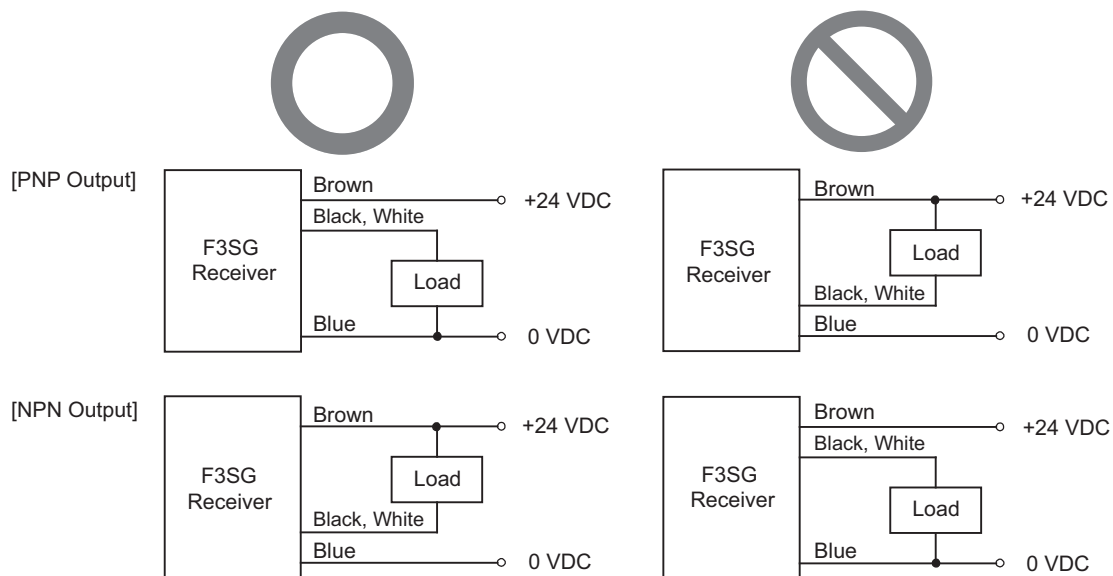 [PNP Output]
Brown
+24 VDC
Black, White
F3SG
Receiver
Load
Blue
0 VDC
Brown
+24 VDC
F3SG
Receiver
Load
Black, White
Blue
0 VDC
[NPN Output]
Brown
+24 VDC
F3SG
Receiver
Load
Black, White
Blue
0 VDC
Brown
+24 VDC
Black, White
F3SG
Receiver
Load
Blue
0 VDC